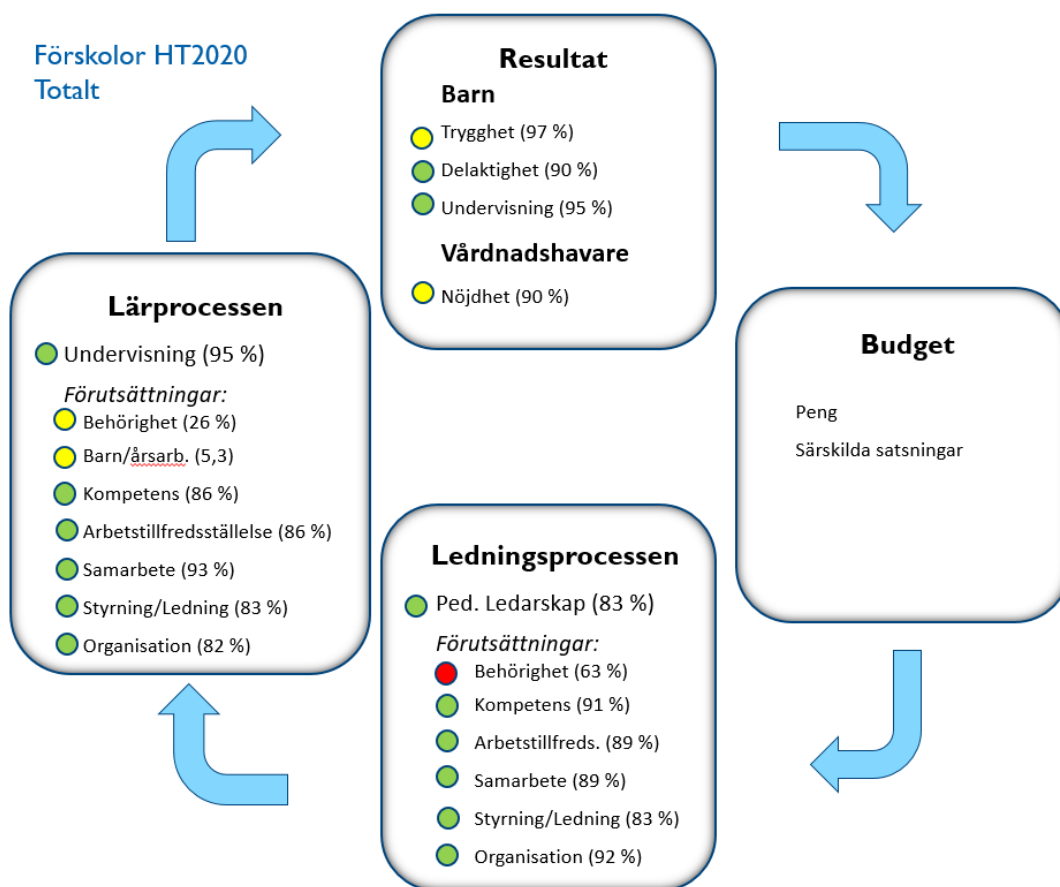 Förskolor HT2020
Totalt
Resultat
Barn
Trygghet (97 %)
Delaktighet (90 %)
Undervisning (95 %)
Vårdnadshavare
Nöjdhet (90 %)
Lärprocessen
Undervisning (95 %)
Förutsättningar:
Behörighet (26 %)
Barn/årsarb. (5,3)
Kompetens (86 %)
Arbetstillfredsställelse (86 %)
Samarbete (93 %)
Styrning/Ledning (83 %)
Organisation (82 %)
Budget
Peng
Särskilda satsningar
Ledningsprocessen
Ped. Ledarskap (83 %)
Förutsättningar:
Behörighet (63 %)
Kompetens (91 %)
Arbetstillfreds. (89 %)
Samarbete (89 %)
Styrning/Ledning (83 %)
Organisation (92 %)